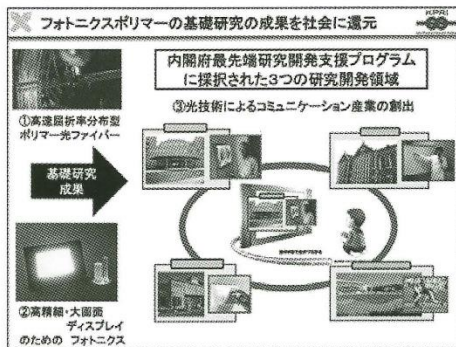 フォトニクスポリマーの基礎研究の成果を社会に還元
KPRI
内閣府最先端研究開発支援プログラム
に採択された3つの研究開発領域
③光技術によるコミュニケーション産業の創出
①高速屈折率分布型
ポリマー光ファイバー
基礎研究
成果
②高精細・大画面
ディスプレイ
のための フォトニクス